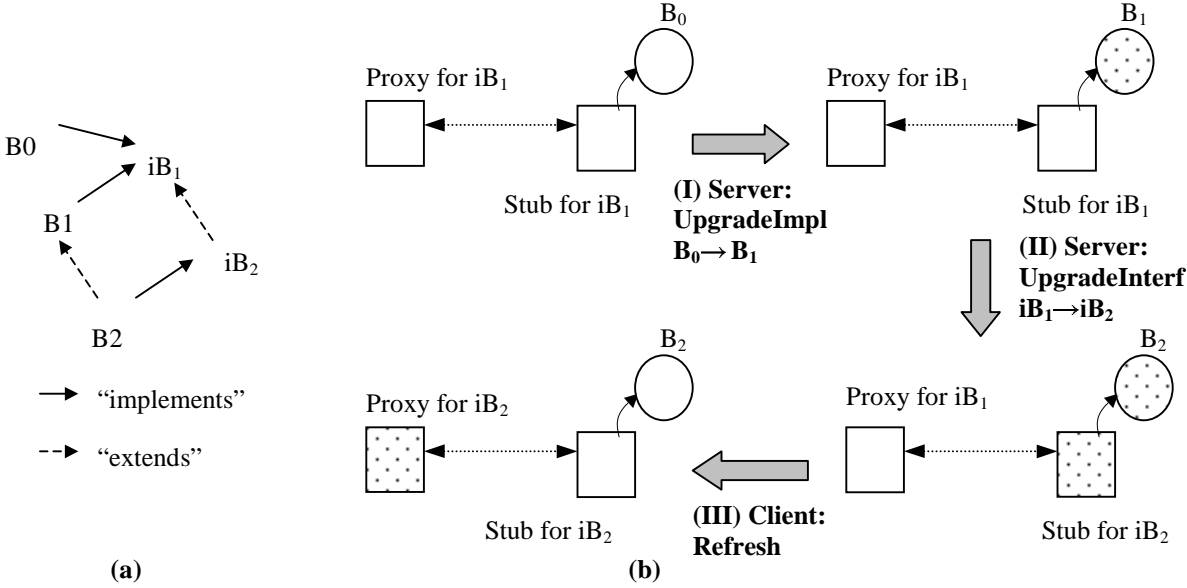 B0
iB₁
B1
iB₂
B2
“implements”
“extends”
(a)
B₀
Proxy for iB₁
Stub for iB₁
(I) Server:
UpgradeImpl
B₀→B₁
B₁
Proxy for iB₁
Stub for iB₁
(II) Server:
UpgradeInterf
iB₁→iB₂
B₂
Proxy for iB₁
Stub for iB₂
(III) Client:
Refresh
B₂
Proxy for iB₂
Stub for iB₂
(b)